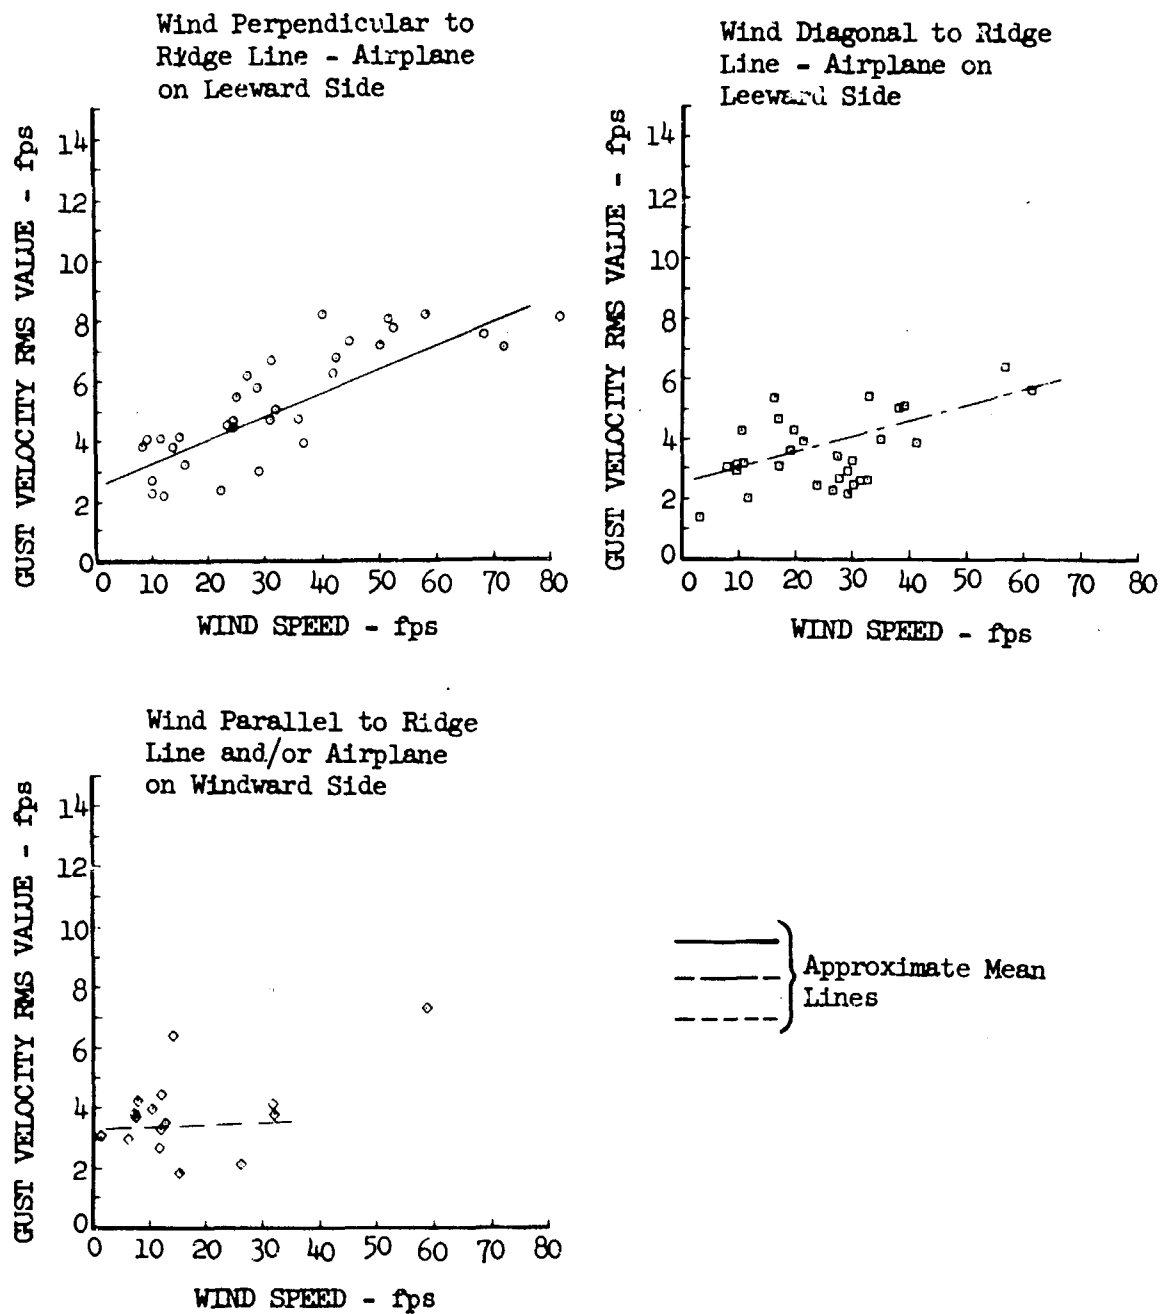 Wind Perpendicular to
Ridge Line - Airplane
on Leeward Side
GUST VELOCITY RMS VALUE - fps
14
12
10
8
6
4
2
0
0 10 20 30 40 50 60 70 80
WIND SPEED - fps
Wind Diagonal to Ridge
Line - Airplane on
Leeward Side
GUST VELOCITY RMS VALUE - fps
14
12
10
8
6
4
2
0
0 10 20 30 40 50 60 70 80
WIND SPEED - fps
Wind Parallel to Ridge
Line and/or Airplane
on Windward Side
GUST VELOCITY RMS VALUE - fps
14
12
10
8
6
4
2
0
0 10 20 30 40 50 60 70 80
WIND SPEED - fps
Approximate Mean
Lines